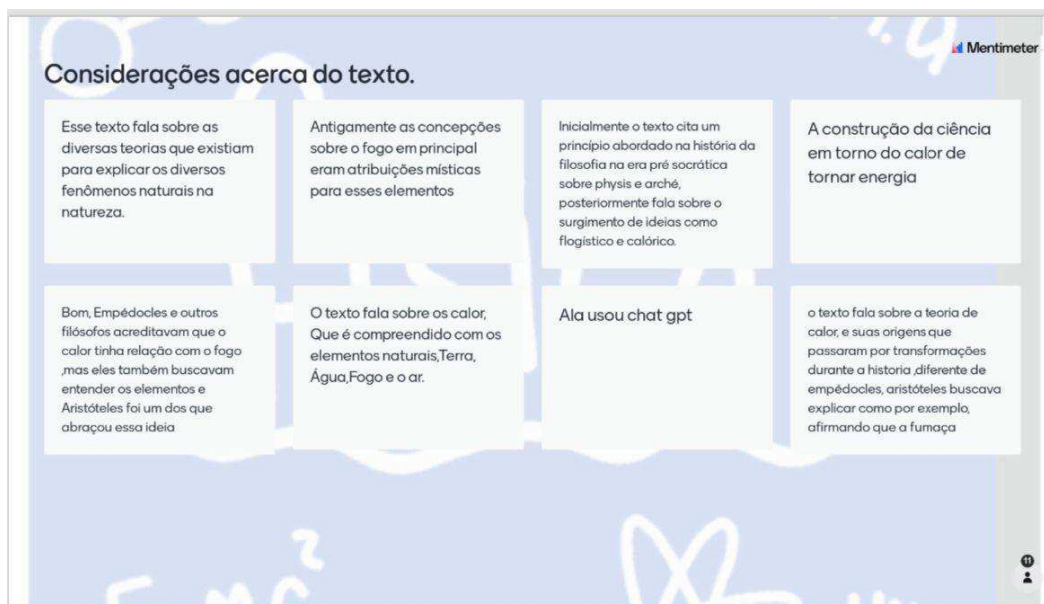 Mentimeter
Considerações acerca do texto.
Esse texto fala sobre as
diversas teorias que existiam
para explicar os diversos
fenômenos naturais na
natureza.
Antigamente as concepções
sobre o fogo em principal
eram atribuições místicas
para esses elementos
Inicialmente o texto cita um
princípio abordado na história da
filosofia na era pré socrática
sobre physis e arché,
posteriormente fala sobre o
surgimento de ideias como
flogístico e calórico.
A construção da ciência
em torno do calor de
tornar energia
Bom, Empédocles e outros
filósofos acreditavam que o
calor tinha relação com o fogo
,mas eles também buscavam
entender os elementos e
Aristóteles foi um dos que
abraçou essa ideia
O texto fala sobre os calor,
Que é compreendido com os
elementos naturais,Terra,
Água,Fogo e o ar.
Ala usou chat gpt
o texto fala sobre a teoria de
calor, e suas origens que
passaram por transformações
durante a historia ,diferente de
empédocles, aristóteles buscava
explicar como por exemplo,
afirmando que a fumaça
11